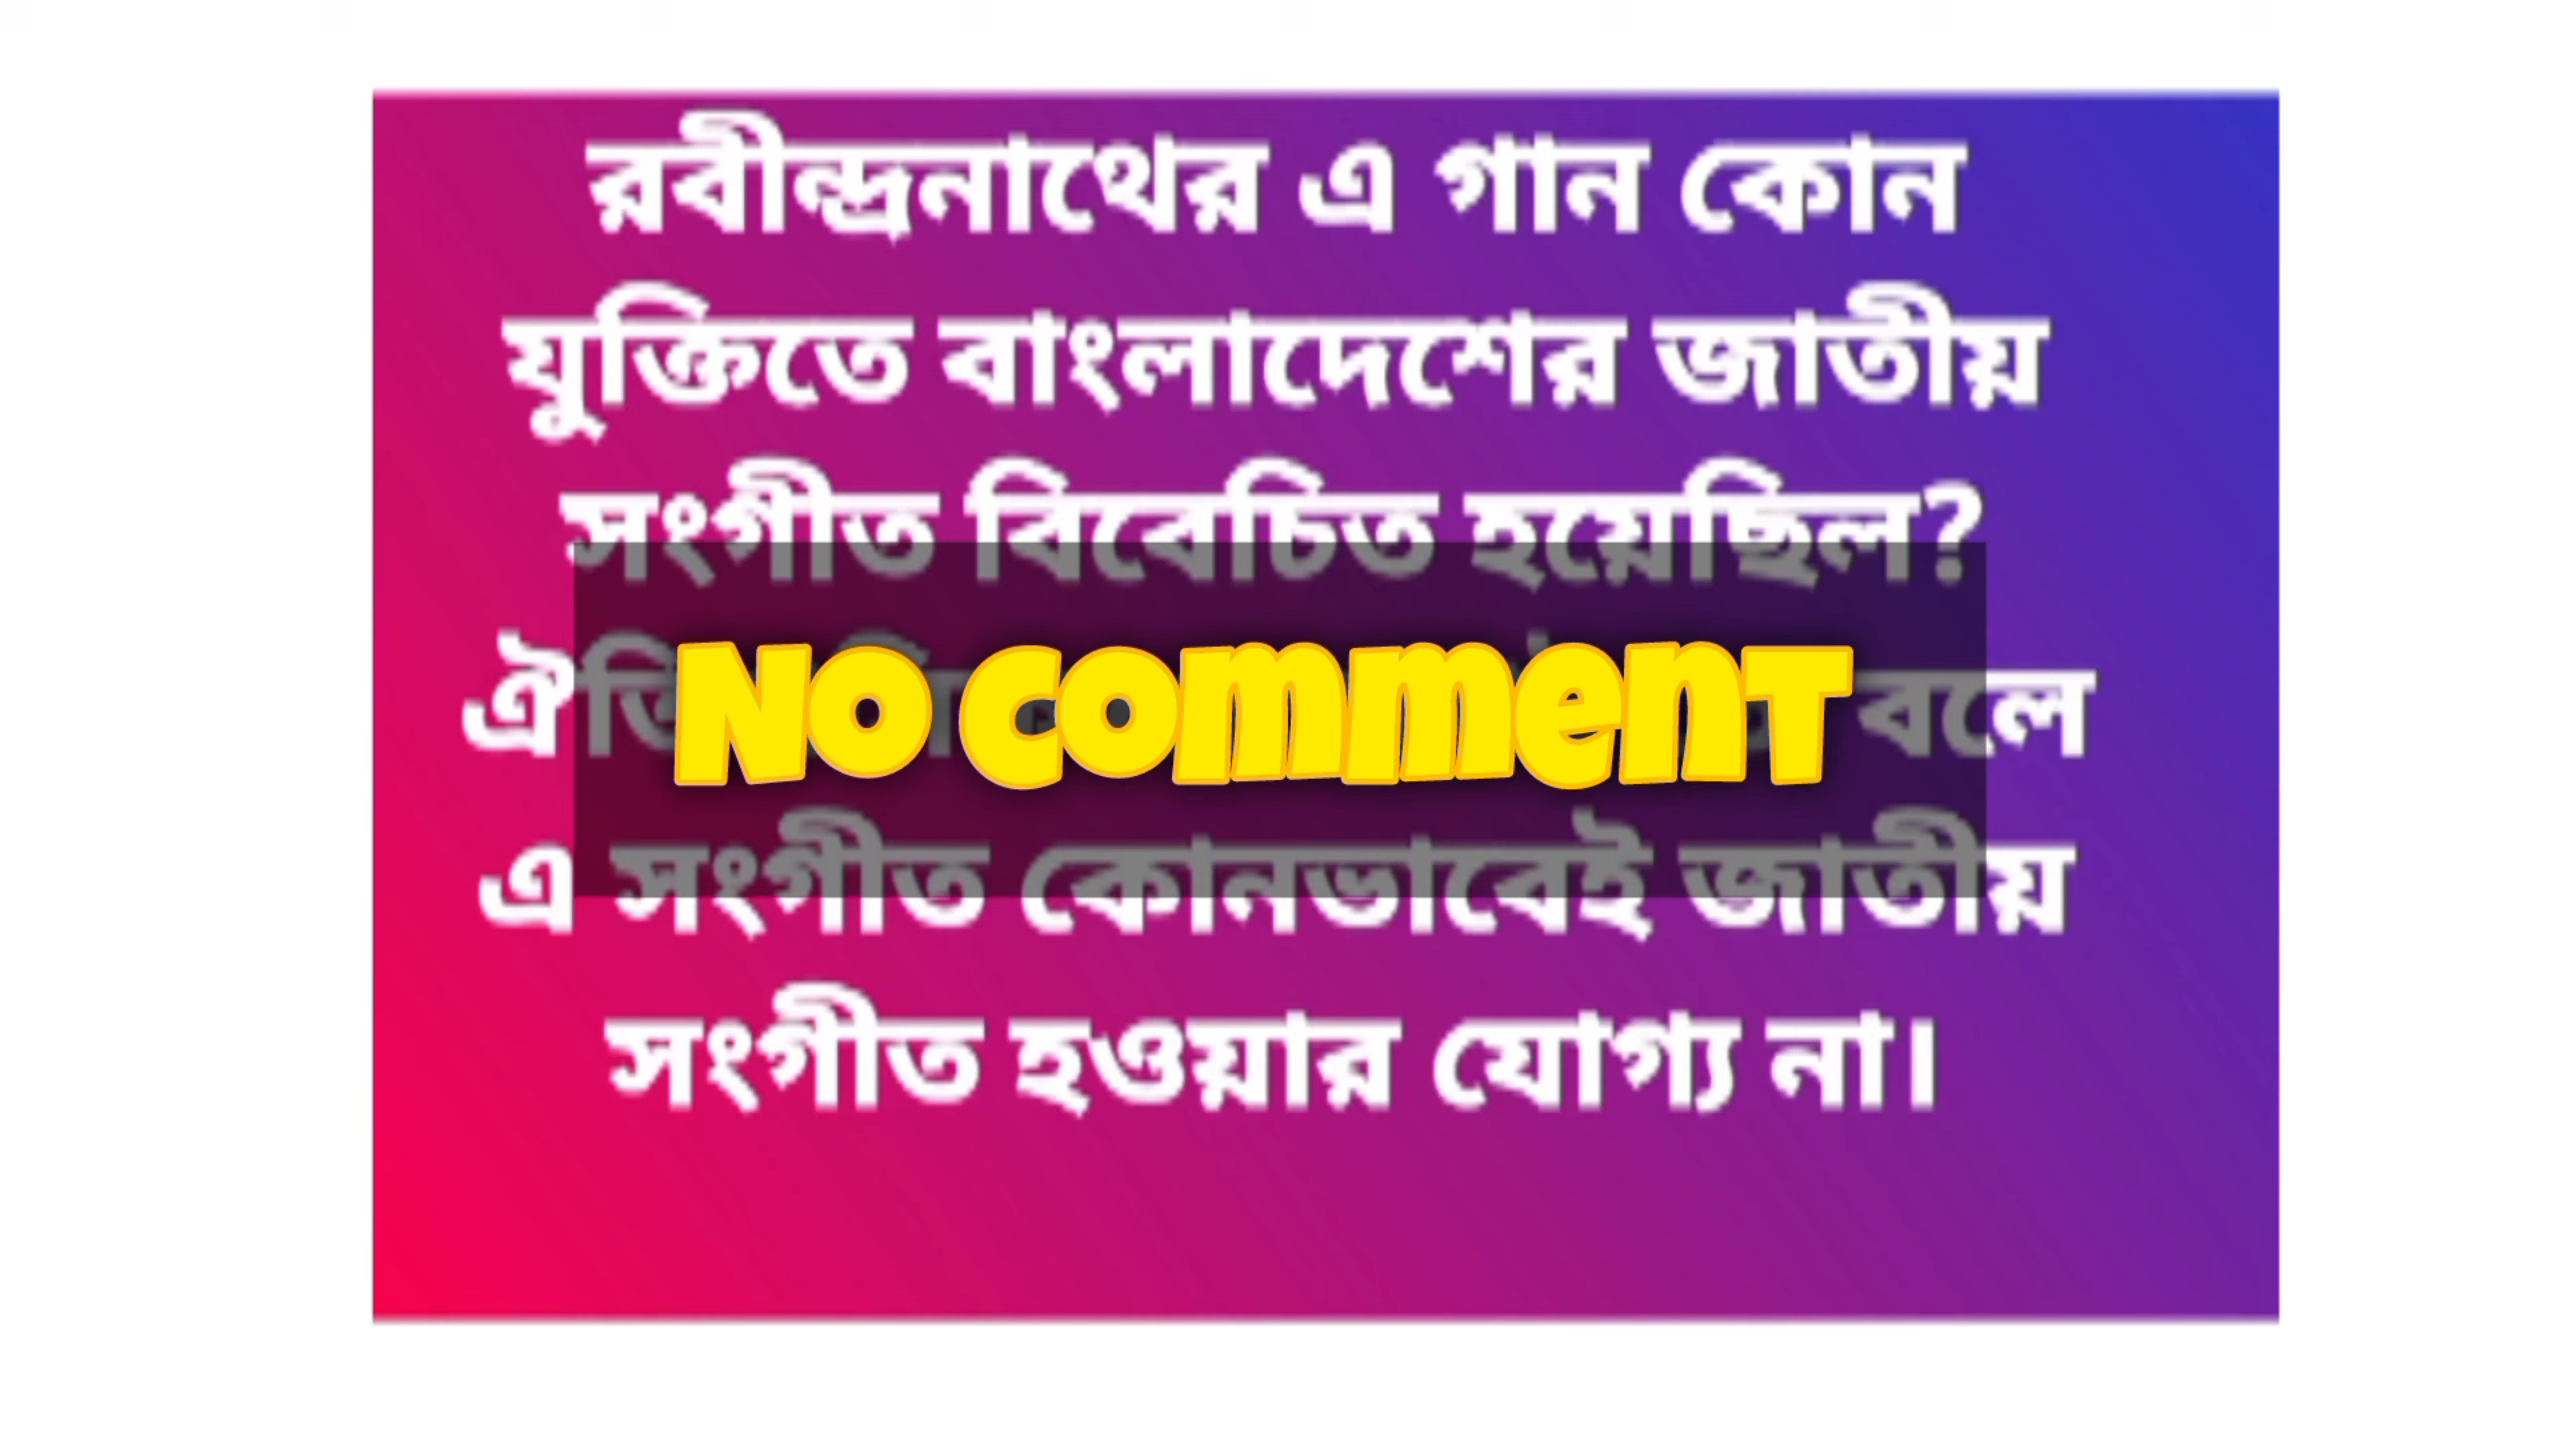 রবীন্দ্রনাথের এ গান কোন
যুক্তিতে বাংলাদেশের জাতীয়
সংগীত বিবেচিত হয়েছিল?
বলে
NO COMMENT
এ সংগীত কোনভাবেই জাতীয়
সংগীত হওয়ার যোগ্য না।